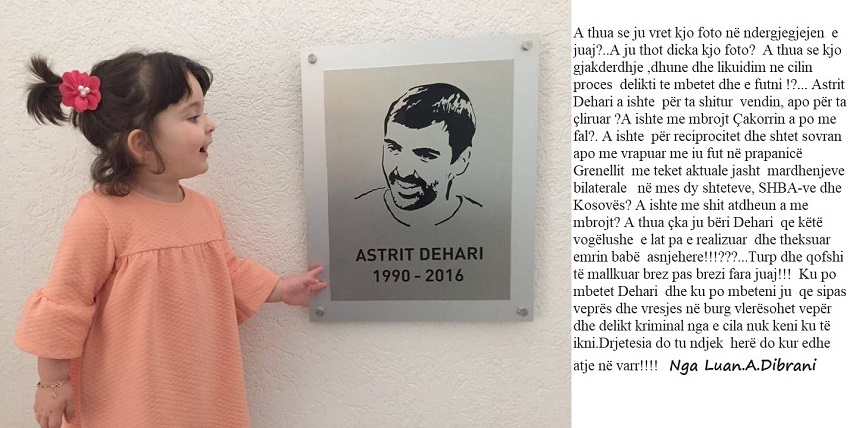 ASTRIT DEHARI
1990 - 2016
A thua se ju vret kjo foto në ndergjegjejen e
juaj?..A ju thot dicka kjo foto? A thua se kjo
gjakderdhje ,dhune dhe likuidim ne cilin
proces delikti te mbetet dhe e futni !?... Astrit
Dehari a ishte për ta shitur vendin, apo për ta
çliruar ?A ishte me mbrojt Çakorrin a po me
fal?. A ishte për reciprocitet dhe shtet sovran
apo me vrapuar me iu fut në prapanicë
Grenellit me teket aktuale jasht mardhenjeve
bilaterale në mes dy shteteve, SHBA-ve dhe
Kosovës? A ishte me shit atdheun a me
mbrojt? A thua çka ju bëri Dehari qe këtë
vogëlushe e lat pa e realizuar dhe theksuar
emrin babë asnjehere!!!???...Turp dhe qofshi
të mallkuar brez pas brezi fara juaj!!! Ku po
mbetet Dehari dhe ku po mbeteni ju qe sipas
veprës dhe vresjes në burg vlerësohet vepër
dhe delikt kriminal nga e cila nuk keni ku të
ikni.Drjetesia do tu ndjek herë do kur edhe
atje në varr!!!! Nga Luan.A.Dibrani